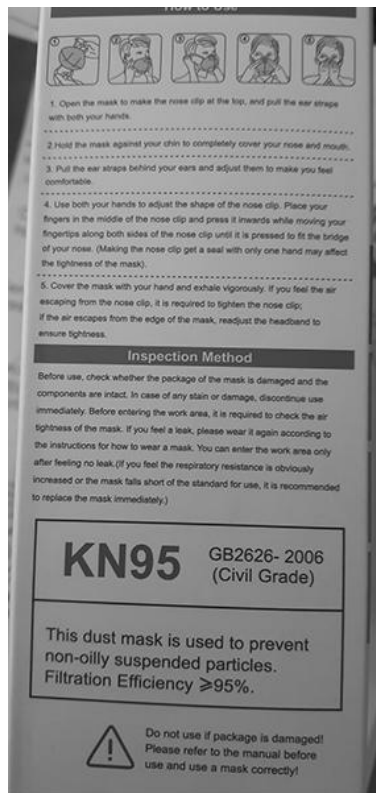 How to Use
1 2 3 4 5
1. Open the mask to make the nose clip at the top, and pull the ear straps
with both your hands.
2.Hold the mask against your chin to completely cover your nose and mouth.
3. Pull the ear straps behind your ears and adjust them to make you feel
comfortable.
4. Use both your hands to adjust the shape of the nose clip. Place your
fingers in the middle of the nose clip and press it inwards while moving your
fingertips along both sides of the nose clip until it is pressed to fit the bridge
of your nose. (Making the nose clip get a seal with only one hand may affect
the tightness of the mask).
5. Cover the mask with your hand and exhale vigorously. If you feel the air
escaping from the nose clip, it is required to tighten the nose clip;
if the air escapes from the edge of the mask, readjust the headband to
ensure tightness.
Inspection Method
Before use, check whether the package of the mask is damaged and the
components are intact. In case of any stain or damage, discontinue use
immediately. Before entering the work area, it is required to check the air
tightness of the mask. If you feel a leak, please wear it again according to
the instructions for how to wear a mask. You can enter the work area only
after feeling no leak.(If you feel the respiratory resistance is obviously
increased or the mask falls short of the standard for use, it is recommended
to replace the mask immediately.)
KN95 GB2626- 2006
(Civil Grade)
This dust mask is used to prevent
non-oilly suspended particles.
Filtration Efficiency ⩾95%.
Do not use if package is damaged!
Please refer to the manual before
use and use a mask correctly!